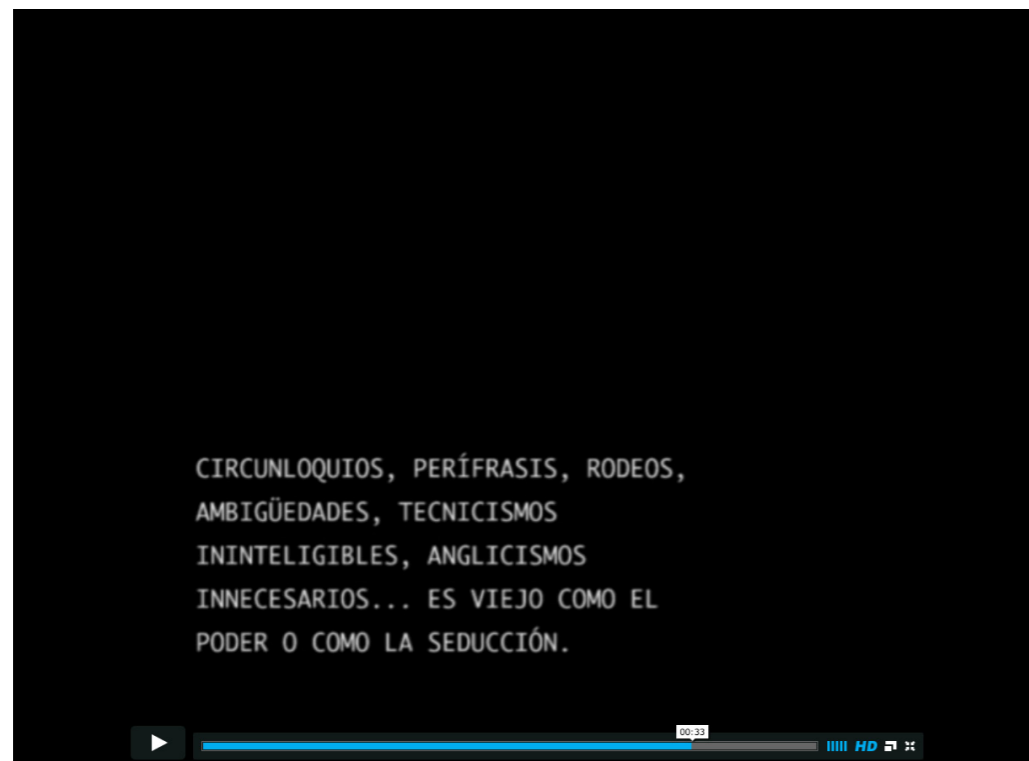 CIRCUNLOQUIOS, PERÍFRASIS, RODEOS,
AMBIGÜEDADES, TECNICISMOS
ININTELIGIBLES, ANGLICISMOS
INNECESARIOS... ES VIEJO COMO EL
PODER O COMO LA SEDUCCIÓN.
00:33
HD